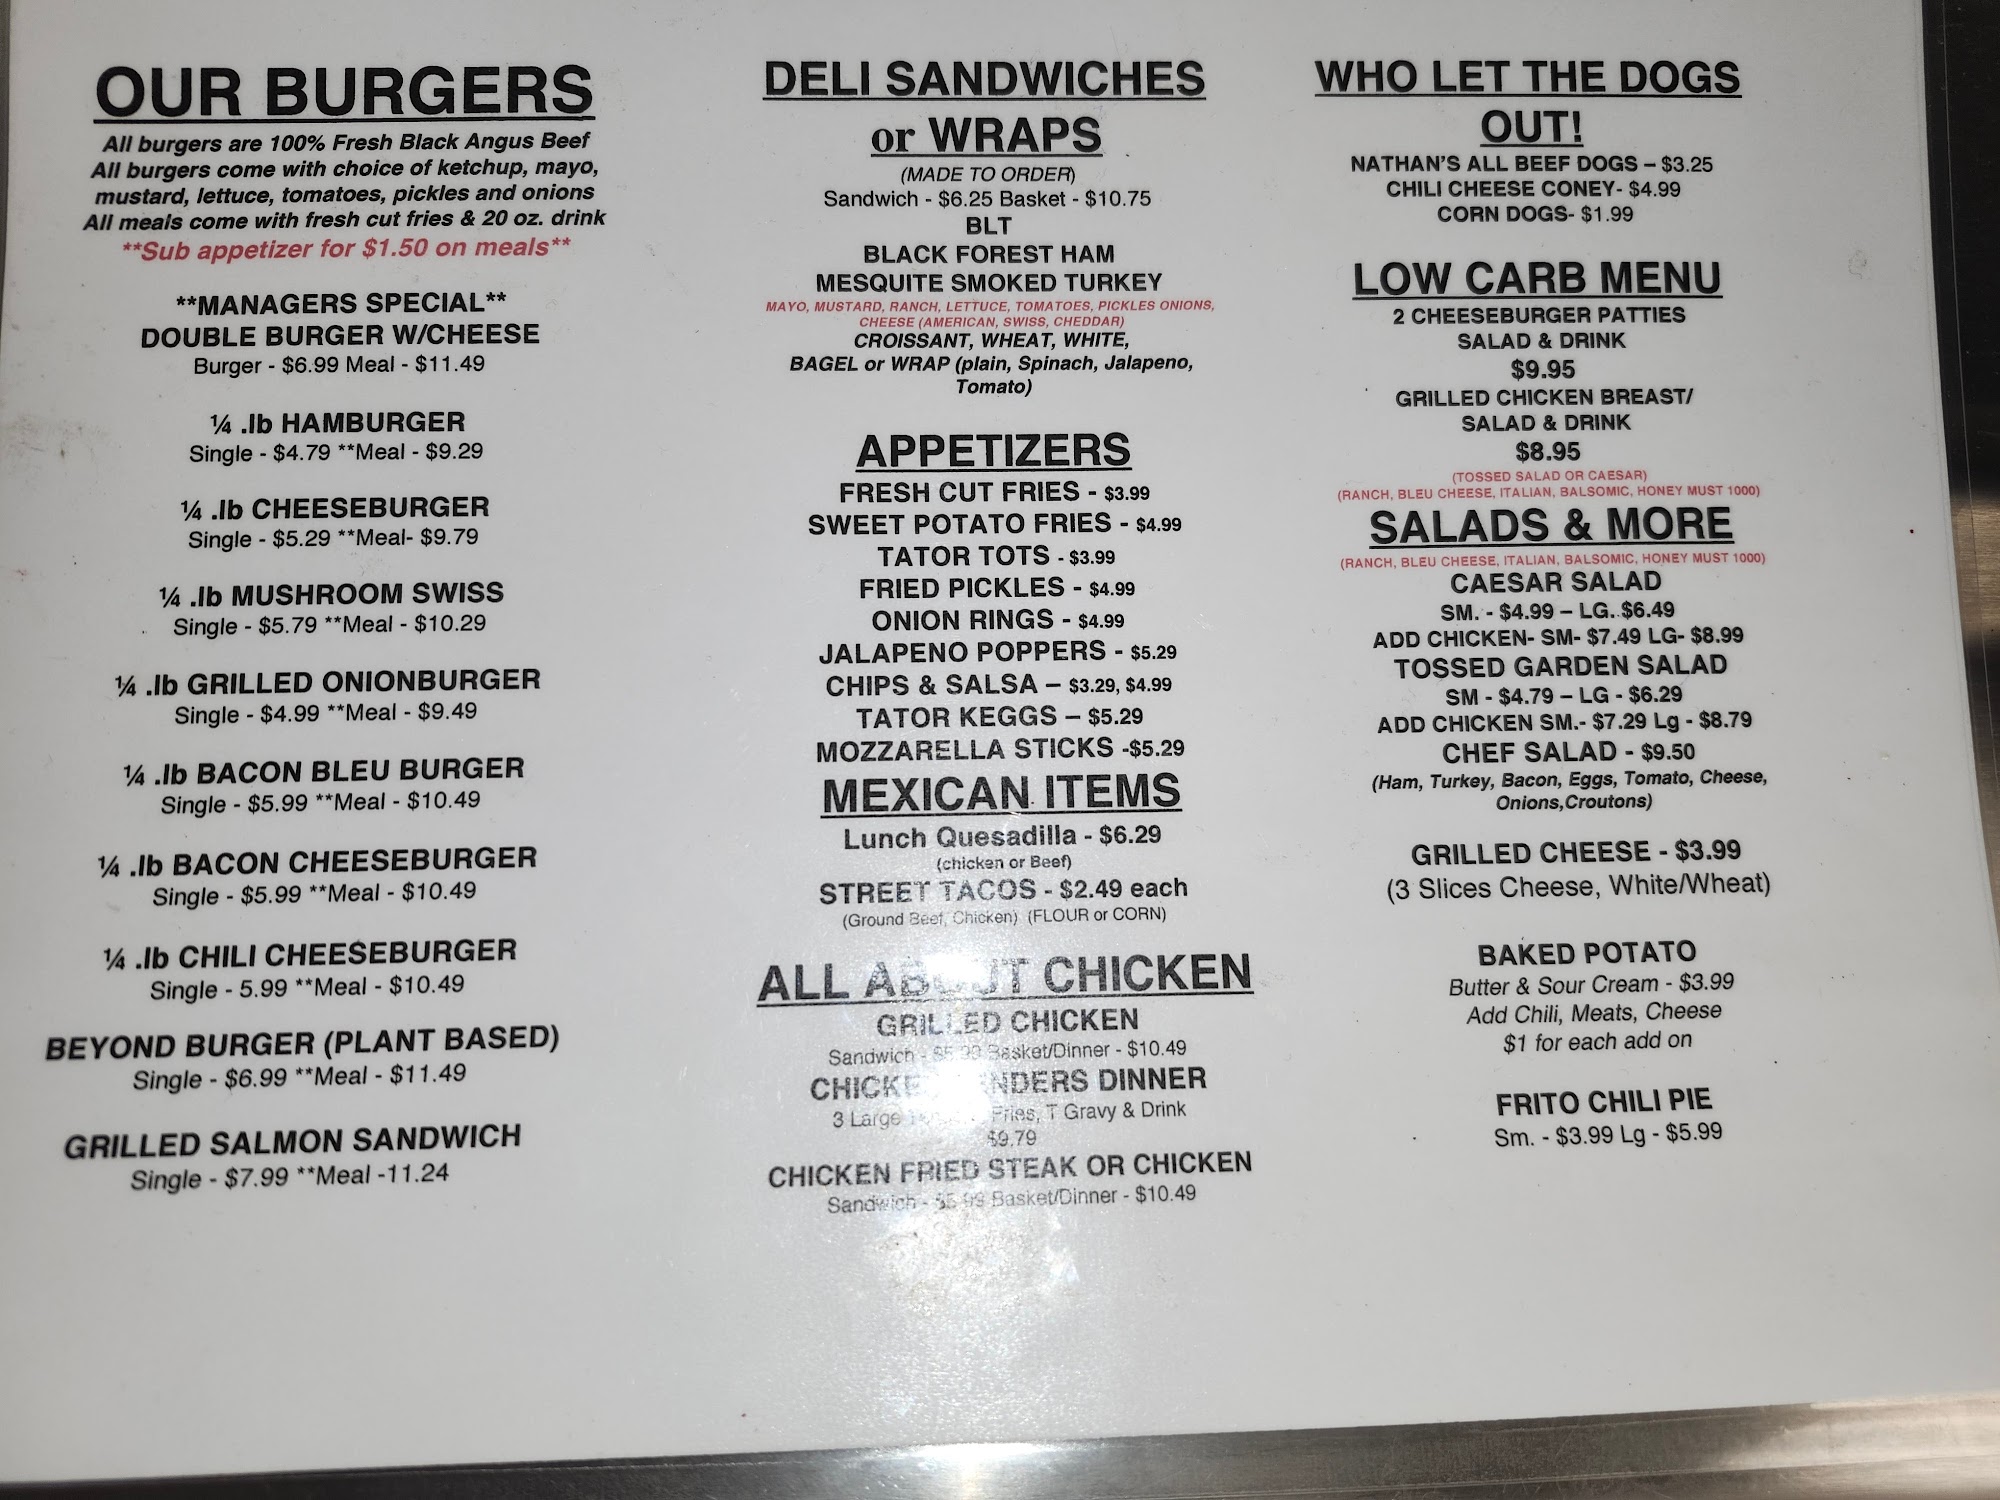 OUR BURGERS
All burgers are 100% Fresh Black Angus Beef
All burgers come with choice of ketchup, mayo,
mustard, lettuce, tomatoes, pickles and onions
All meals come with fresh cut fries & 20 oz. drink
**Sub appetizer for $1.50 on meals**
**MANAGERS SPECIAL**
DOUBLE BURGER W/CHEESE
Burger - $6.99 Meal - $11.49
¼ .lb HAMBURGER
Single - $4.79 **Meal - $9.29
¼ .lb CHEESEBURGER
Single - $5.29 **Meal- $9.79
¼ .lb MUSHROOM SWISS
Single - $5.79 **Meal - $10.29
¼ .lb GRILLED ONIONBURGER
Single - $4.99 **Meal - $9.49
¼ .lb BACON BLEU BURGER
Single - $5.99 **Meal - $10.49
¼ .lb BACON CHEESEBURGER
Single - $5.99 **Meal - $10.49
¼ .lb CHILI CHEESEBURGER
Single - 5.99 **Meal - $10.49
BEYOND BURGER (PLANT BASED)
Single - $6.99 **Meal - $11.49
GRILLED SALMON SANDWICH
Single - $7.99 **Meal -11.24
DELI SANDWICHES
or WRAPS
(MADE TO ORDER)
Sandwich - $6.25 Basket - $10.75
BLT
BLACK FOREST HAM
MESQUITE SMOKED TURKEY
MAYO, MUSTARD, RANCH, LETTUCE, TOMATOES, PICKLES ONIONS,
CHEESE (AMERICAN, SWISS, CHEDDAR)
CROISSANT, WHEAT, WHITE,
BAGEL or WRAP (plain, Spinach, Jalapeno,
Tomato)
APPETIZERS
FRESH CUT FRIES - $3.99
SWEET POTATO FRIES - $4.99
TATOR TOTS - $3.99
FRIED PICKLES - $4.99
ONION RINGS - $4.99
JALAPENO POPPERS - $5.29
CHIPS & SALSA – $3.29, $4.99
TATOR KEGGS – $5.29
MOZZARELLA STICKS -$5.29
MEXICAN ITEMS
Lunch Quesadilla - $6.29
(chicken or Beef)
STREET TACOS - $2.49 each
(Ground Beef, Chicken) (FLOUR or CORN)
ALL ABOUT CHICKEN
GRILLED CHICKEN
Sandwich - Basket/Dinner - $10.49
DINNER
3 Large Fries, T Gravy & Drink
$9.79
CHICKEN FRIED STEAK OR CHICKEN
Sandwich - $5.99 Basket/Dinner - $10.49
WHO LET THE DOGS
OUT!
NATHAN'S ALL BEEF DOGS – $3.25
CHILI CHEESE CONEY- $4.99
CORN DOGS- $1.99
LOW CARB MENU
2 CHEESEBURGER PATTIES
SALAD & DRINK
$9.95
GRILLED CHICKEN BREAST/
SALAD & DRINK
$8.95
(TOSSED SALAD OR CAESAR)
(RANCH, BLEU CHEESE, ITALIAN, BALSOMIC, HONEY MUST 1000)
SALADS & MORE
(RANCH, BLEU CHEESE, ITALIAN, BALSOMIC, HONEY MUST 1000)
CAESAR SALAD
SM. - $4.99 – LG. $6.49
ADD CHICKEN- SM- $7.49 LG- $8.99
TOSSED GARDEN SALAD
SM - $4.79 – LG - $6.29
ADD CHICKEN SM.- $7.29 Lg - $8.79
CHEF SALAD - $9.50
(Ham, Turkey, Bacon, Eggs, Tomato, Cheese,
Onions,Croutons)
GRILLED CHEESE - $3.99
(3 Slices Cheese, White/Wheat)
BAKED POTATO
Butter & Sour Cream - $3.99
Add Chili, Meats, Cheese
$1 for each add on
FRITO CHILI PIE
Sm. - $3.99 Lg - $5.99